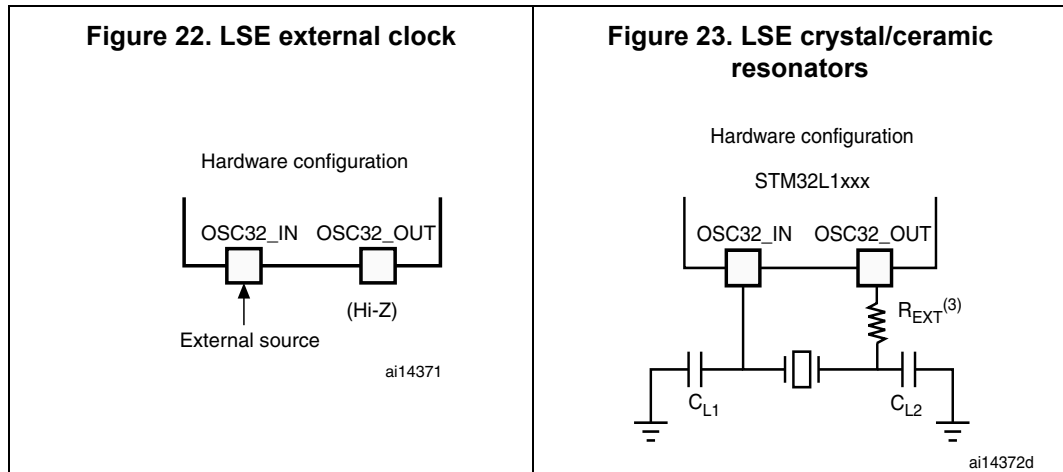 Figure 22. LSE external clock
Hardware configuration
OSC32_IN OSC32_OUT
(Hi-Z)
External source
ai14371
Figure 23. LSE crystal/ceramic
resonators
Hardware configuration
STM32L1xxx
OSC32_IN OSC32_OUT
REXT(3)
CL1
CL2
ai14372d